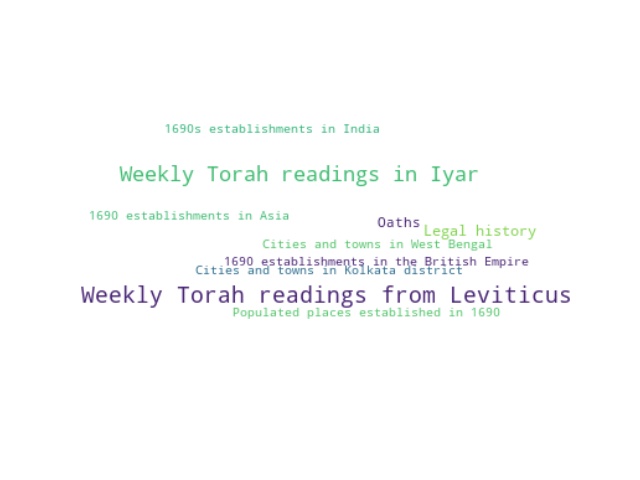 1690s establishments in India
Weekly Torah readings in Iyar
1690 establishments in Asia
Oaths
Legal history
Cities and towns in West Bengal
1690 establishments in the British Empire
Cities and towns in Kolkata district
Weekly Torah readings from Leviticus
Populated places established in 1690